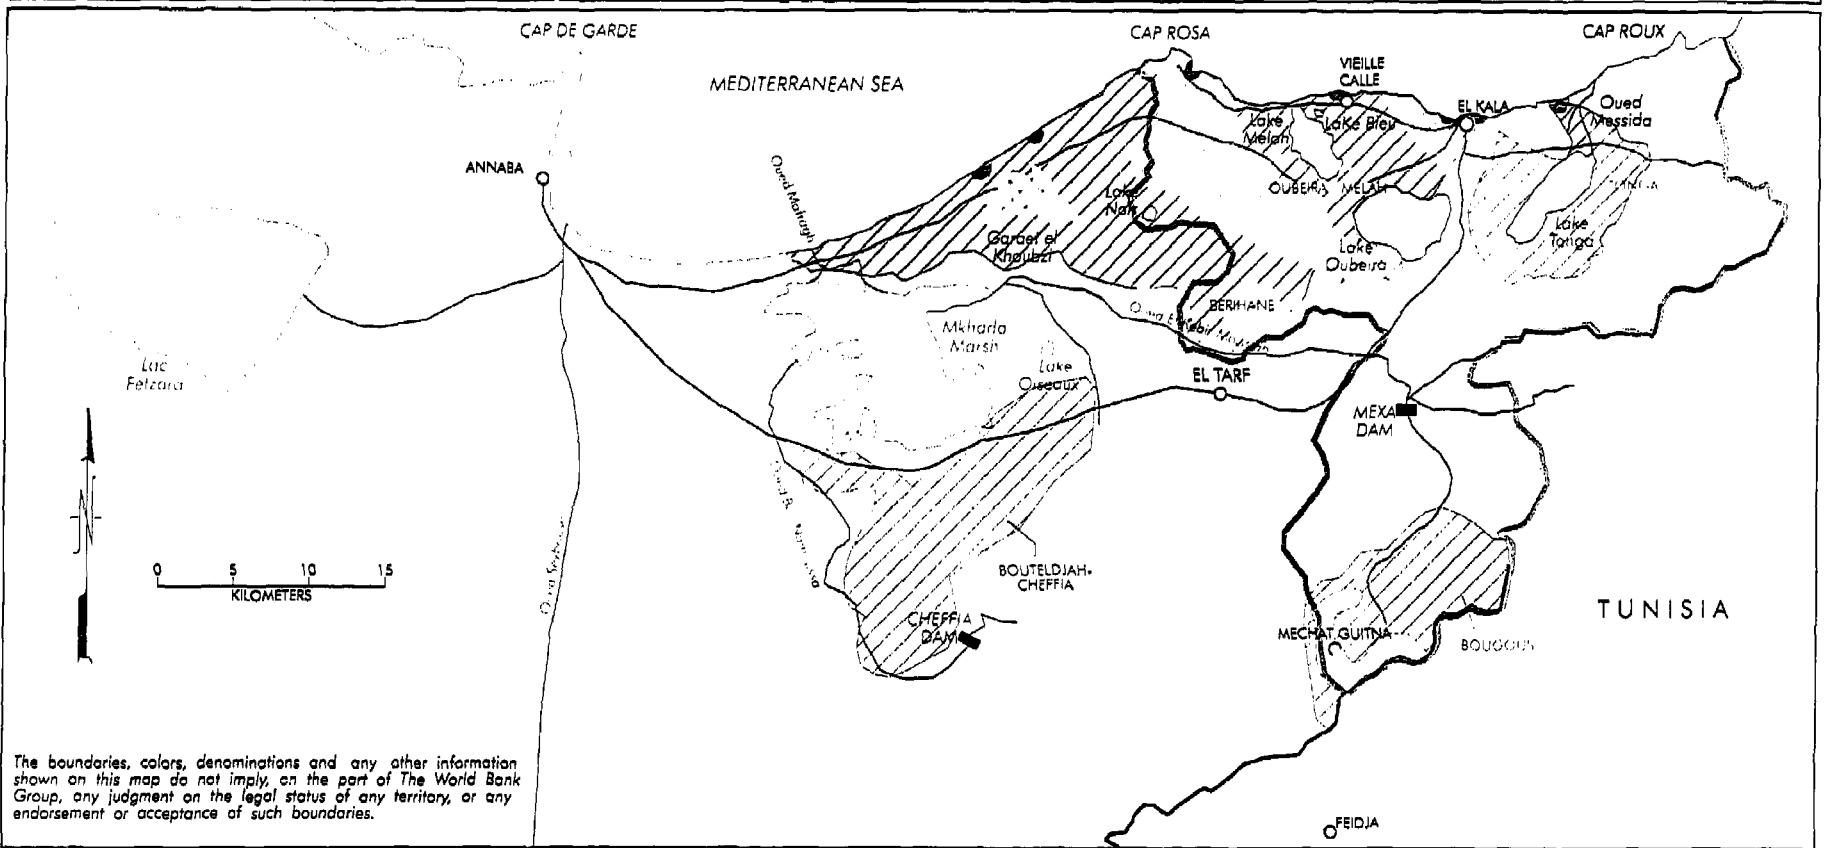 CAP DE GARDE
CAP ROSA
CAP ROUX
MEDITERRANEAN SEA
VIEILLE
CALLE
EL KALA
Oued
Messida
Lake
Melah
Lake Bleu
ANNABA
Oued Mafragh
OUBEIRA MELAH
TONGA
Lake
Noir
Lake
Tonga
Garaet el
Khoubzi
Lake
Oubeira
BERIHANE
Mkharda
Marsh
Lac
Fetzara
Lake
Oiseaux
EL TARF
MEXA
DAM
0 5 10 15
KILOMETERS
BOUTELDJAH-
CHEFFIA
CHEFFIA
DAM
TUNISIA
MECHAT GUITNA
BOUGOUS
The boundaries, colors, denominations and any other information
shown on this map do not imply, on the part of The World Bank
Group, any judgment on the legal status of any territory, or any
endorsement or acceptance of such boundaries.
FEIDJA